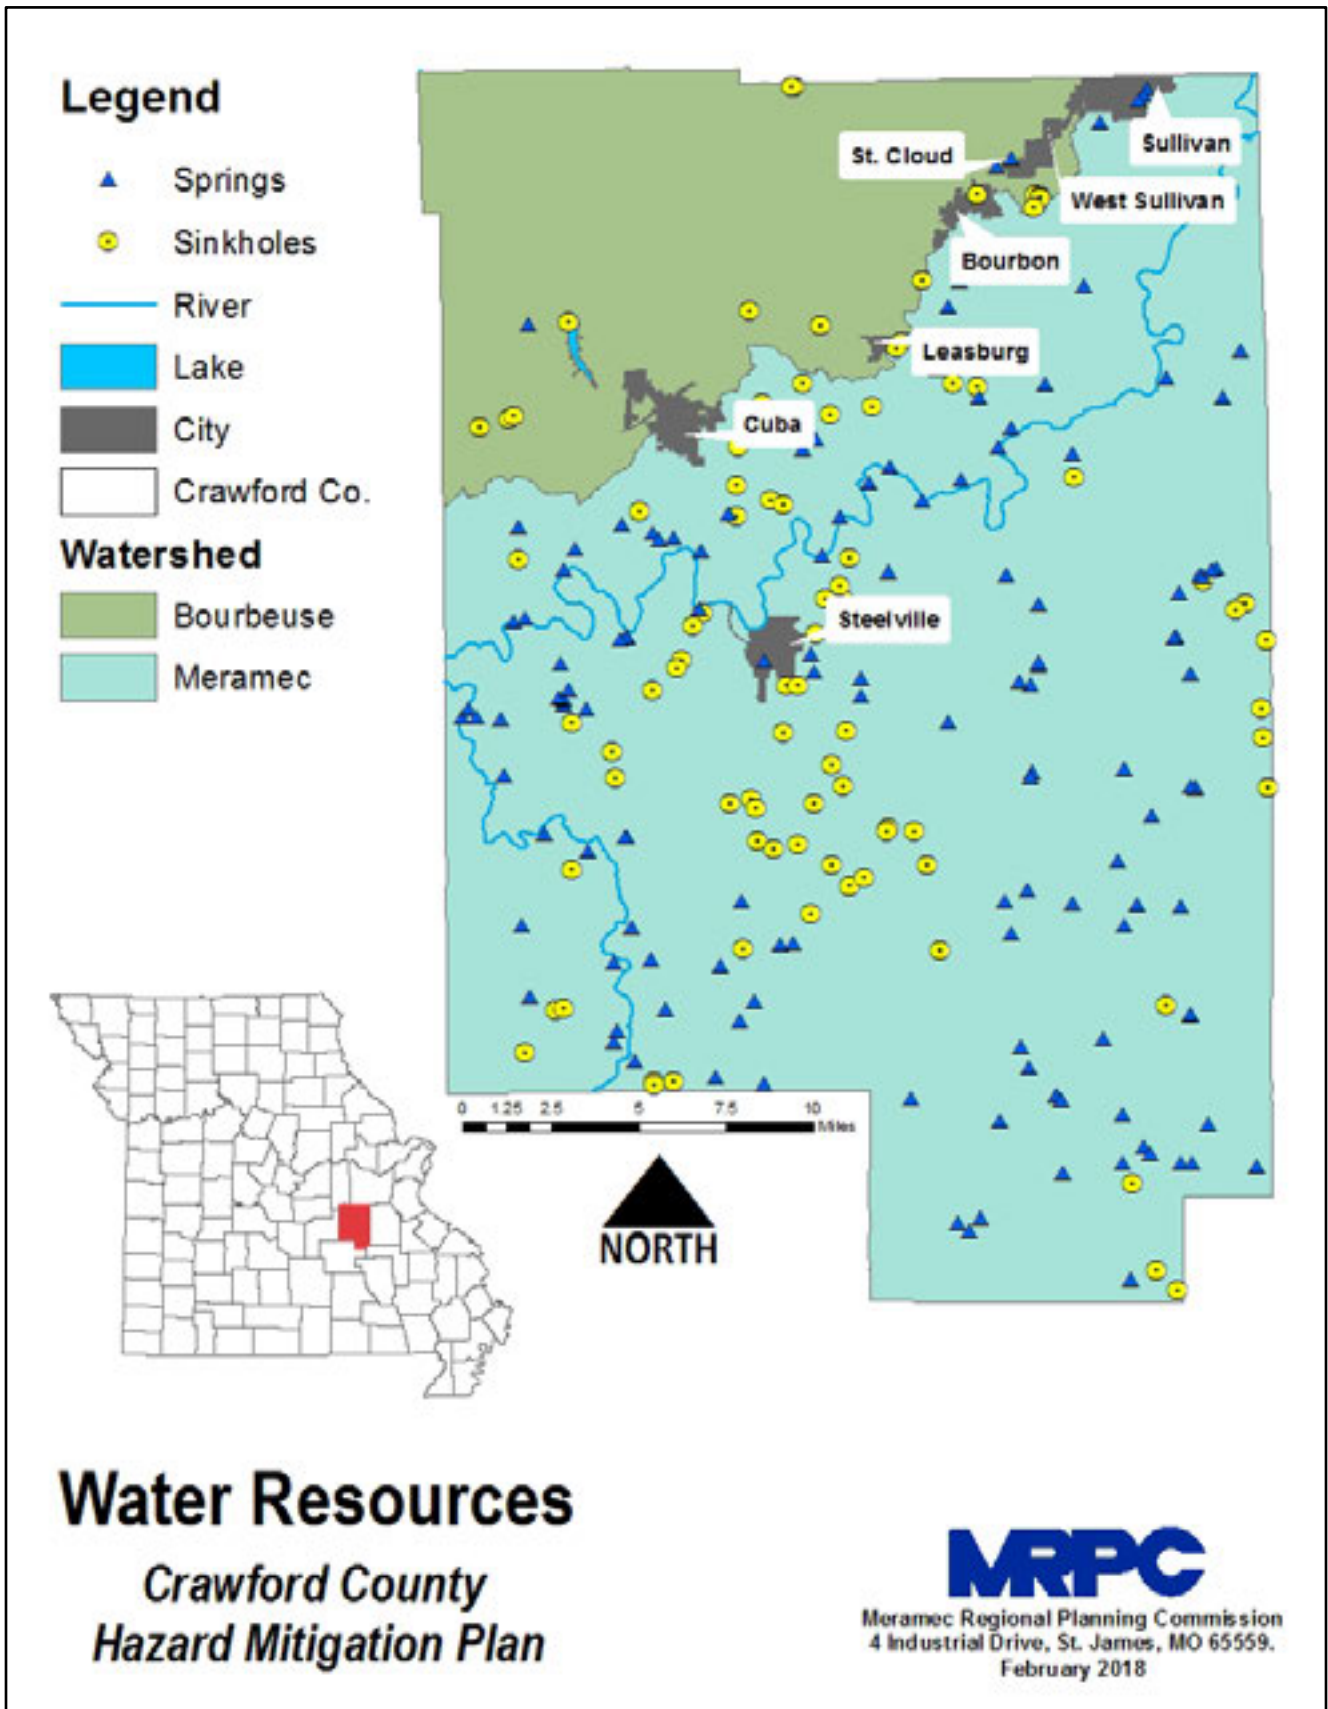 Legend
Springs
Sinkholes
River
Lake
City
Crawford Co.
Watershed
Bourbeuse
Meramec
St. Cloud
Sullivan
West Sullivan
Bourbon
Leasburg
Cuba
Steelville
0 1.25 2.5 5 7.5 10
Miles
NORTH
Water Resources
Crawford County
Hazard Mitigation Plan
MRPC
Meramec Regional Planning Commission
4 Industrial Drive, St. James, MO 65559.
February 2018